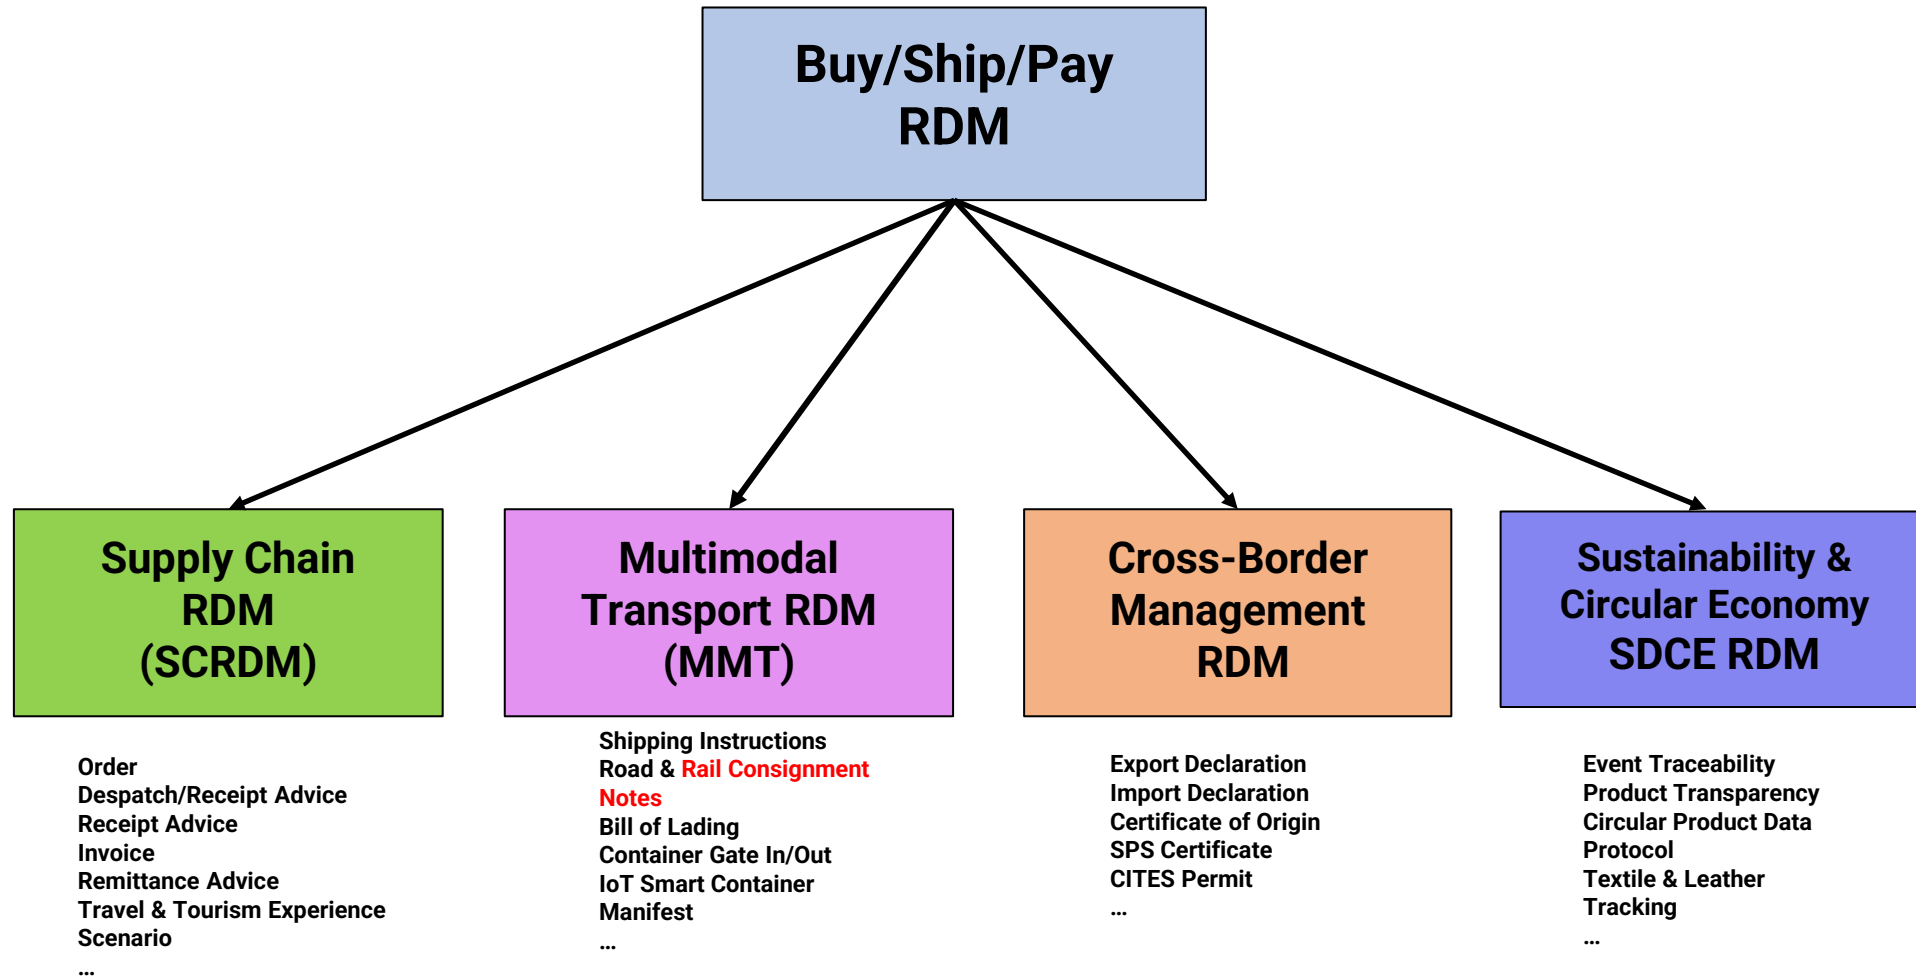 Buy/Ship/Pay
RDM
Supply Chain
RDM
(SCRDM)
Multimodal
Transport RDM
(MMT)
Cross-Border
Management
RDM
Sustainability &
Circular Economy
SDCE RDM
Order
Despatch/Receipt Advice
Receipt Advice
Invoice
Remittance Advice
Travel & Tourism Experience
Scenario
…
Shipping Instructions
Road & Rail Consignment
Notes
Bill of Lading
Container Gate In/Out
IoT Smart Container
Manifest
…
Export Declaration
Import Declaration
Certificate of Origin
SPS Certificate
CITES Permit
…
Event Traceability
Product Transparency
Circular Product Data
Protocol
Textile & Leather
Tracking
…